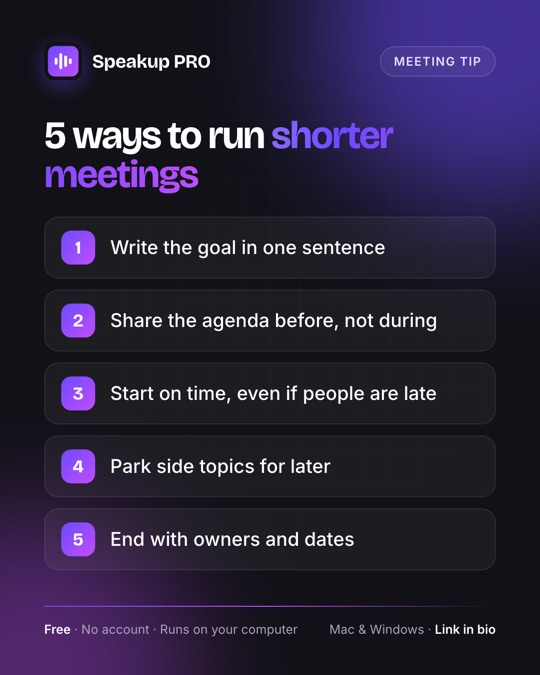 Speakup PRO
MEETING TIP
5 ways to run shorter
meetings
1 Write the goal in one sentence
2 Share the agenda before, not during
3 Start on time, even if people are late
4 Park side topics for later
5 End with owners and dates
Free · No account · Runs on your computer
Mac & Windows · Link in bio